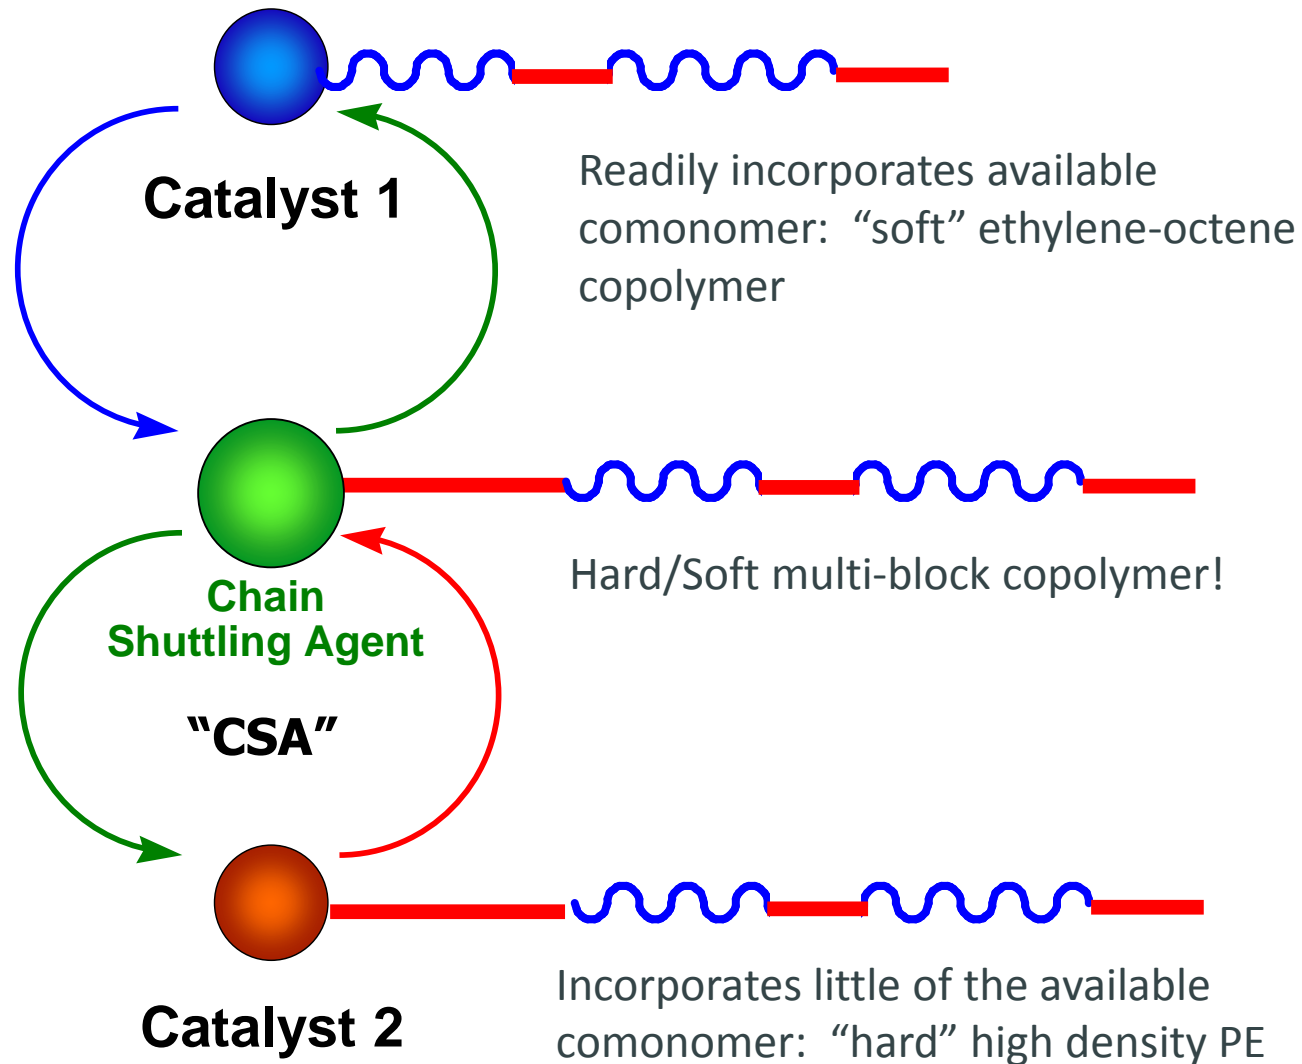 Catalyst 1
Readily incorporates available
comonomer:  “soft” ethylene-octene
copolymer
Hard/Soft multi-block copolymer!
Chain
Shuttling Agent
“CSA”
Catalyst 2
Incorporates little of the available
comonomer:  “hard” high density PE